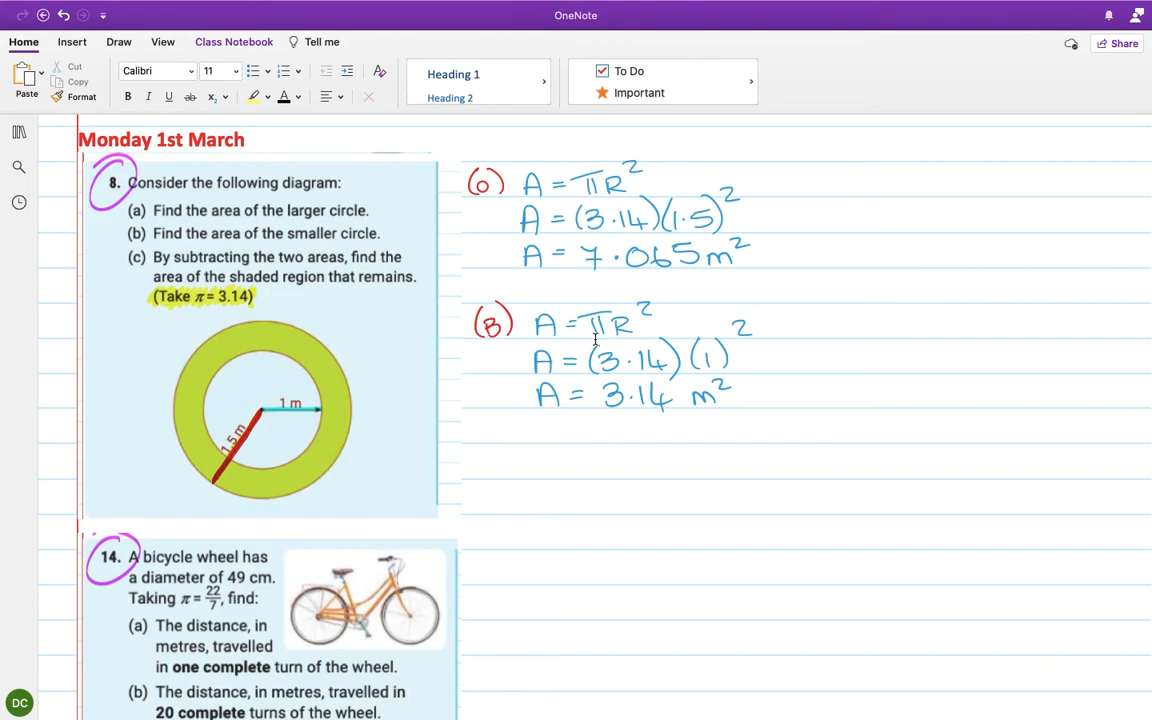 OneNote
Home Insert Draw View Class Notebook Tell me
Share
Paste
Cut
Copy
Format
Calibri 11
B I U ab x₂ A
Heading 1
Heading 2
To Do
Important
Monday 1st March
8. Consider the following diagram:
(a) Find the area of the larger circle.
(b) Find the area of the smaller circle.
(c) By subtracting the two areas, find the
area of the shaded region that remains.
(Take π = 3.14)
1 m
1.5 m
(a) A = πR²
A = (3.14)(1.5)²
A = 7.065m²
(B) A = πR²
A = (3.14)(1)²
A = 3.14 m²
14. A bicycle wheel has
a diameter of 49 cm.
Taking π = 22/7, find:
(a) The distance, in
metres, travelled
in one complete turn of the wheel.
(b) The distance, in metres, travelled in
20 complete turns of the wheel.
DC